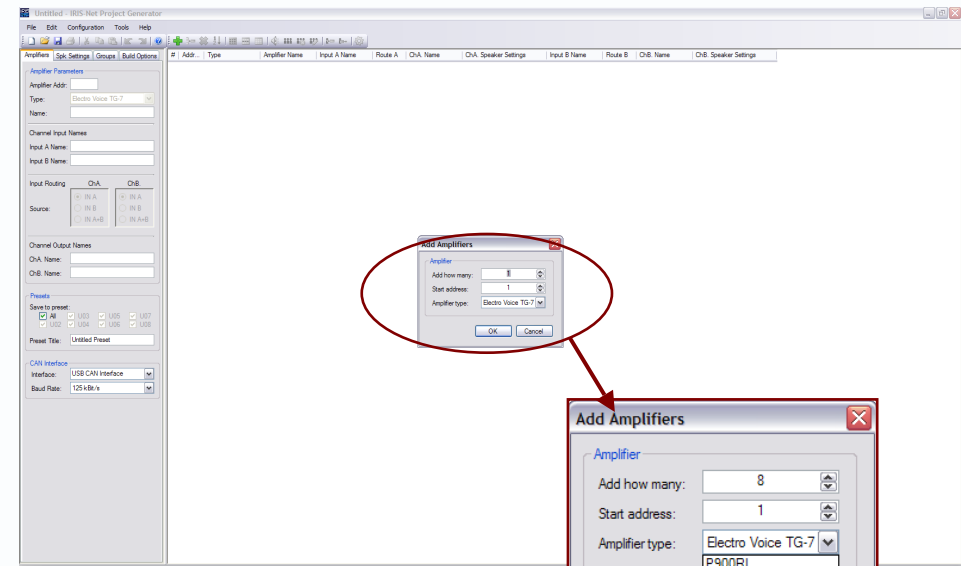 Untitled - IRIS-Net Project Generator
File Edit Configuration Tools Help
Amplifiers Spk. Settings Groups Build Options
# Addr... Type Amplifier Name Input A Name Route A ChA. Name ChA. Speaker Settings Input B Name Route B ChB. Name ChB. Speaker Settings
Amplifier Parameters
Amplifier Addr:
Type: Electro Voice TG-7
Name:
Channel Input Names
Input A Name:
Input B Name:
Input Routing ChA. ChB.
IN A IN A
Source: IN B IN B
IN A+B IN A+B
Channel Output Names
ChA. Name:
ChB. Name:
Presets
Save to preset:
All U03 U05 U07
U02 U04 U06 U08
Preset Title: Untitled Preset
CAN Interface
Interface: USB CAN Interface
Baud Rate: 125 kBit/s
Add Amplifiers
Amplifier
Add how many: 1
Start address: 1
Amplifier type: Electro Voice TG-7
OK Cancel
Add Amplifiers
Amplifier
Add how many: 8
Start address: 1
Amplifier type: Electro Voice TG-7